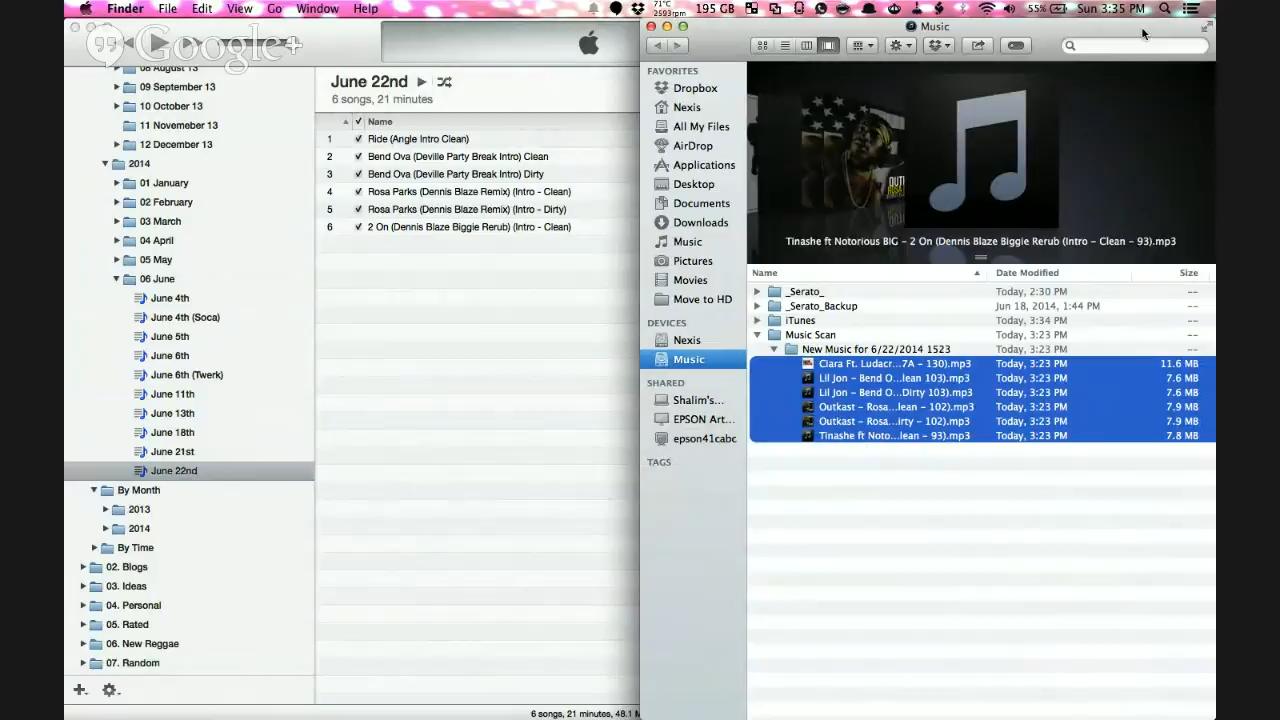 Finder File Edit View Go Window Help
71°C
2593rpm
195 GB
55%
Sun 3:35 PM
Google+
08 August 13
09 September 13
10 October 13
11 Novemeber 13
12 December 13
2014
01 January
02 February
03 March
04 April
05 May
06 June
June 4th
June 4th (Soca)
June 5th
June 6th
June 6th (Twerk)
June 11th
June 13th
June 18th
June 21st
June 22nd
By Month
2013
2014
By Time
02. Blogs
03. Ideas
04. Personal
05. Rated
06. New Reggae
07. Random
June 22nd
6 songs, 21 minutes
Name
1 Ride (Angle Intro Clean)
2 Bend Ova (Deville Party Break Intro) Clean
3 Bend Ova (Deville Party Break Intro) Dirty
4 Rosa Parks (Dennis Blaze Remix) (Intro - Clean)
5 Rosa Parks (Dennis Blaze Remix) (Intro - Dirty)
6 2 On (Dennis Blaze Biggie Rerub) (Intro - Clean)
6 songs, 21 minutes, 48.1 M
Music
FAVORITES
Dropbox
Nexis
All My Files
AirDrop
Applications
Desktop
Documents
Downloads
Music
Pictures
Movies
Move to HD
DEVICES
Nexis
Music
SHARED
Shalim's...
EPSON Art...
epson41cabc
TAGS
Tinashe ft Notorious BIG - 2 On (Dennis Blaze Biggie Rerub (Intro - Clean - 93).mp3
Name Date Modified Size
_Serato_ Today, 2:30 PM --
_Serato_Backup Jun 18, 2014, 1:44 PM --
iTunes Today, 3:34 PM --
Music Scan Today, 3:23 PM --
New Music for 6/22/2014 1523 Today, 3:23 PM --
Ciara Ft. Ludacr...7A - 130).mp3 Today, 3:23 PM 11.6 MB
Lil Jon - Bend O...lean 103).mp3 Today, 3:23 PM 7.6 MB
Lil Jon - Bend O...Dirty 103).mp3 Today, 3:23 PM 7.6 MB
Outkast - Rosa...lean - 102).mp3 Today, 3:23 PM 7.9 MB
Outkast - Rosa...irty - 102).mp3 Today, 3:23 PM 7.9 MB
Tinashe ft Noto...lean - 93).mp3 Today, 3:23 PM 7.8 MB